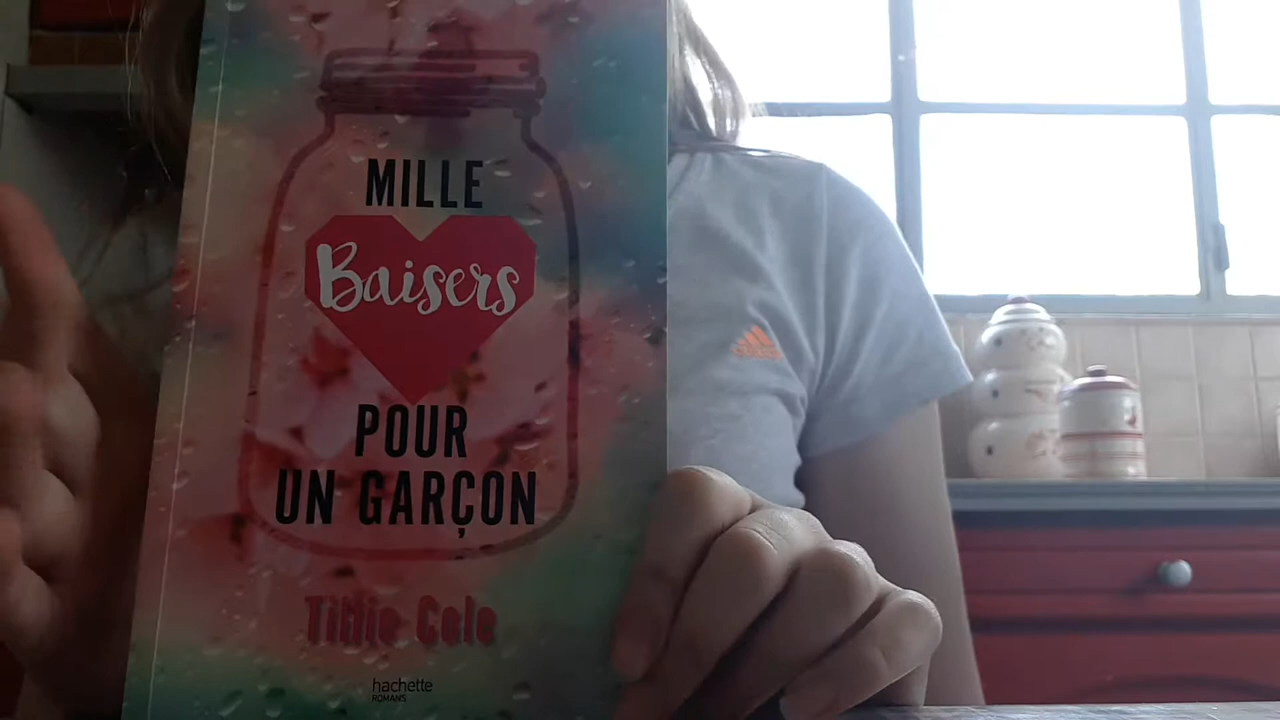 MILLE
Baisers
POUR
UN GARÇON
Tillie Cole
hachette
ROMANS